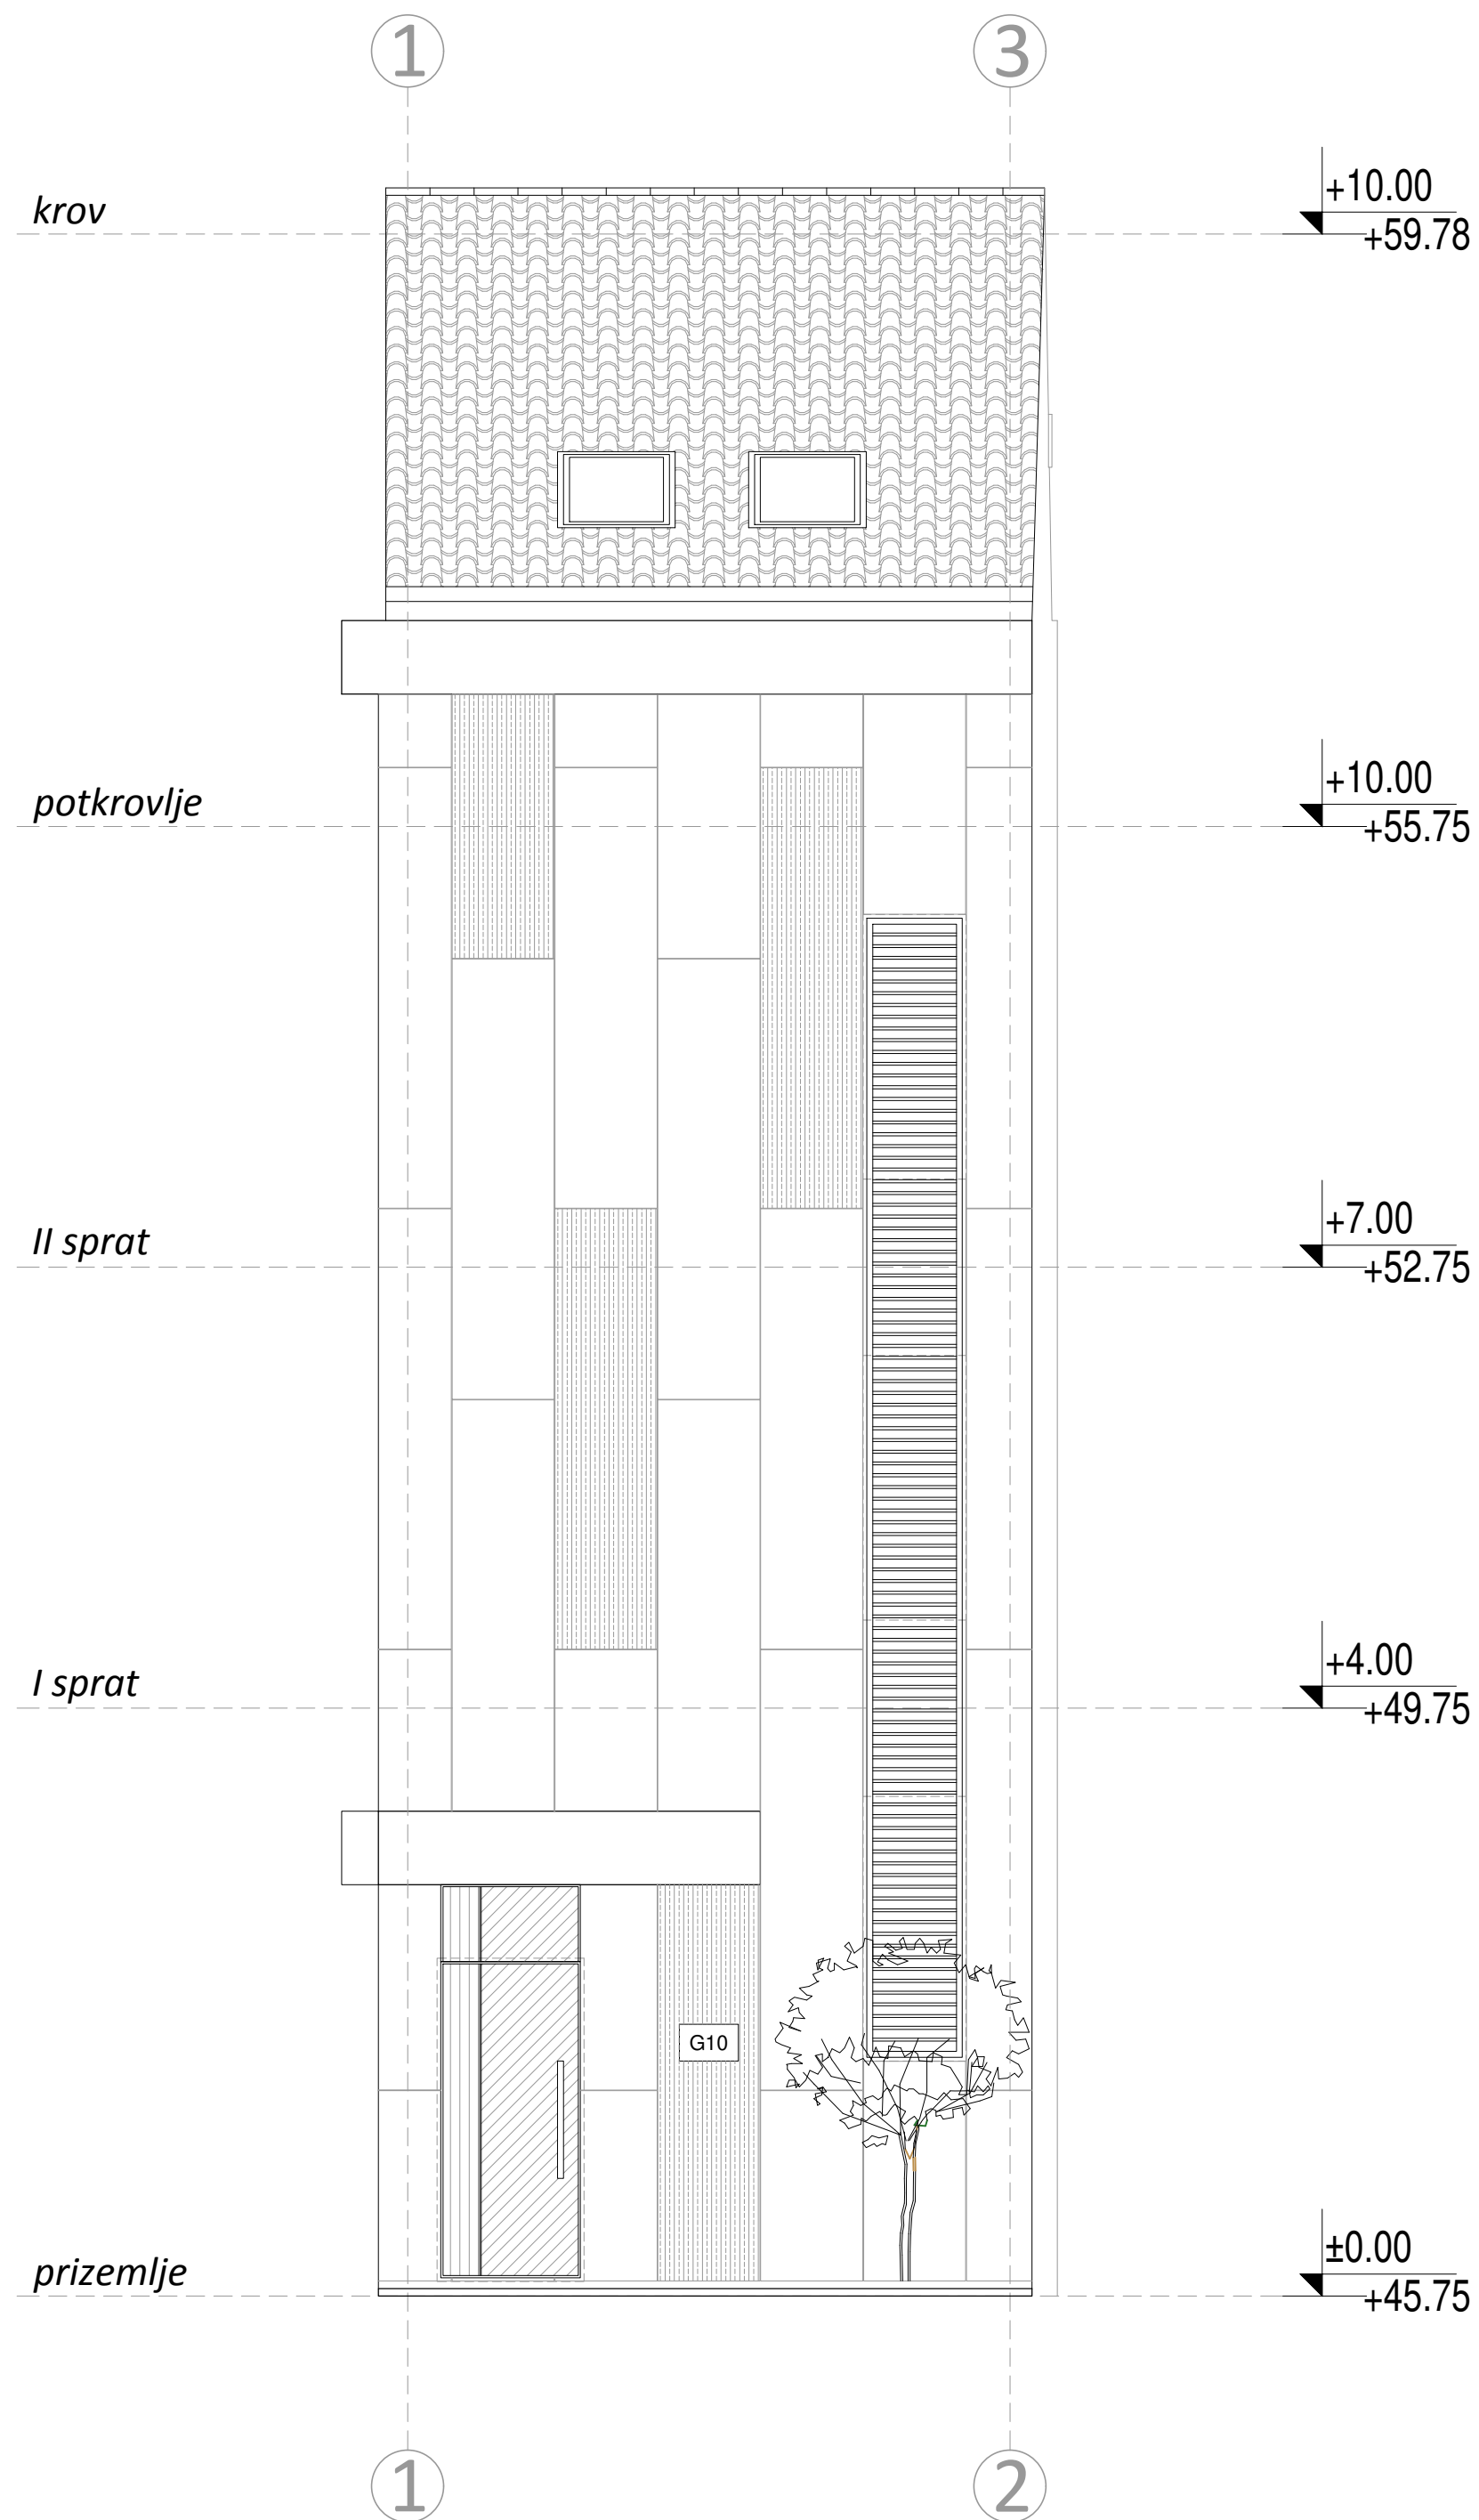 1 3
krov +10.00
+59.78
potkrovlje +10.00
+55.75
II sprat +7.00
+52.75
I sprat +4.00
+49.75
G10
prizemlje ±0.00
+45.75
1 2